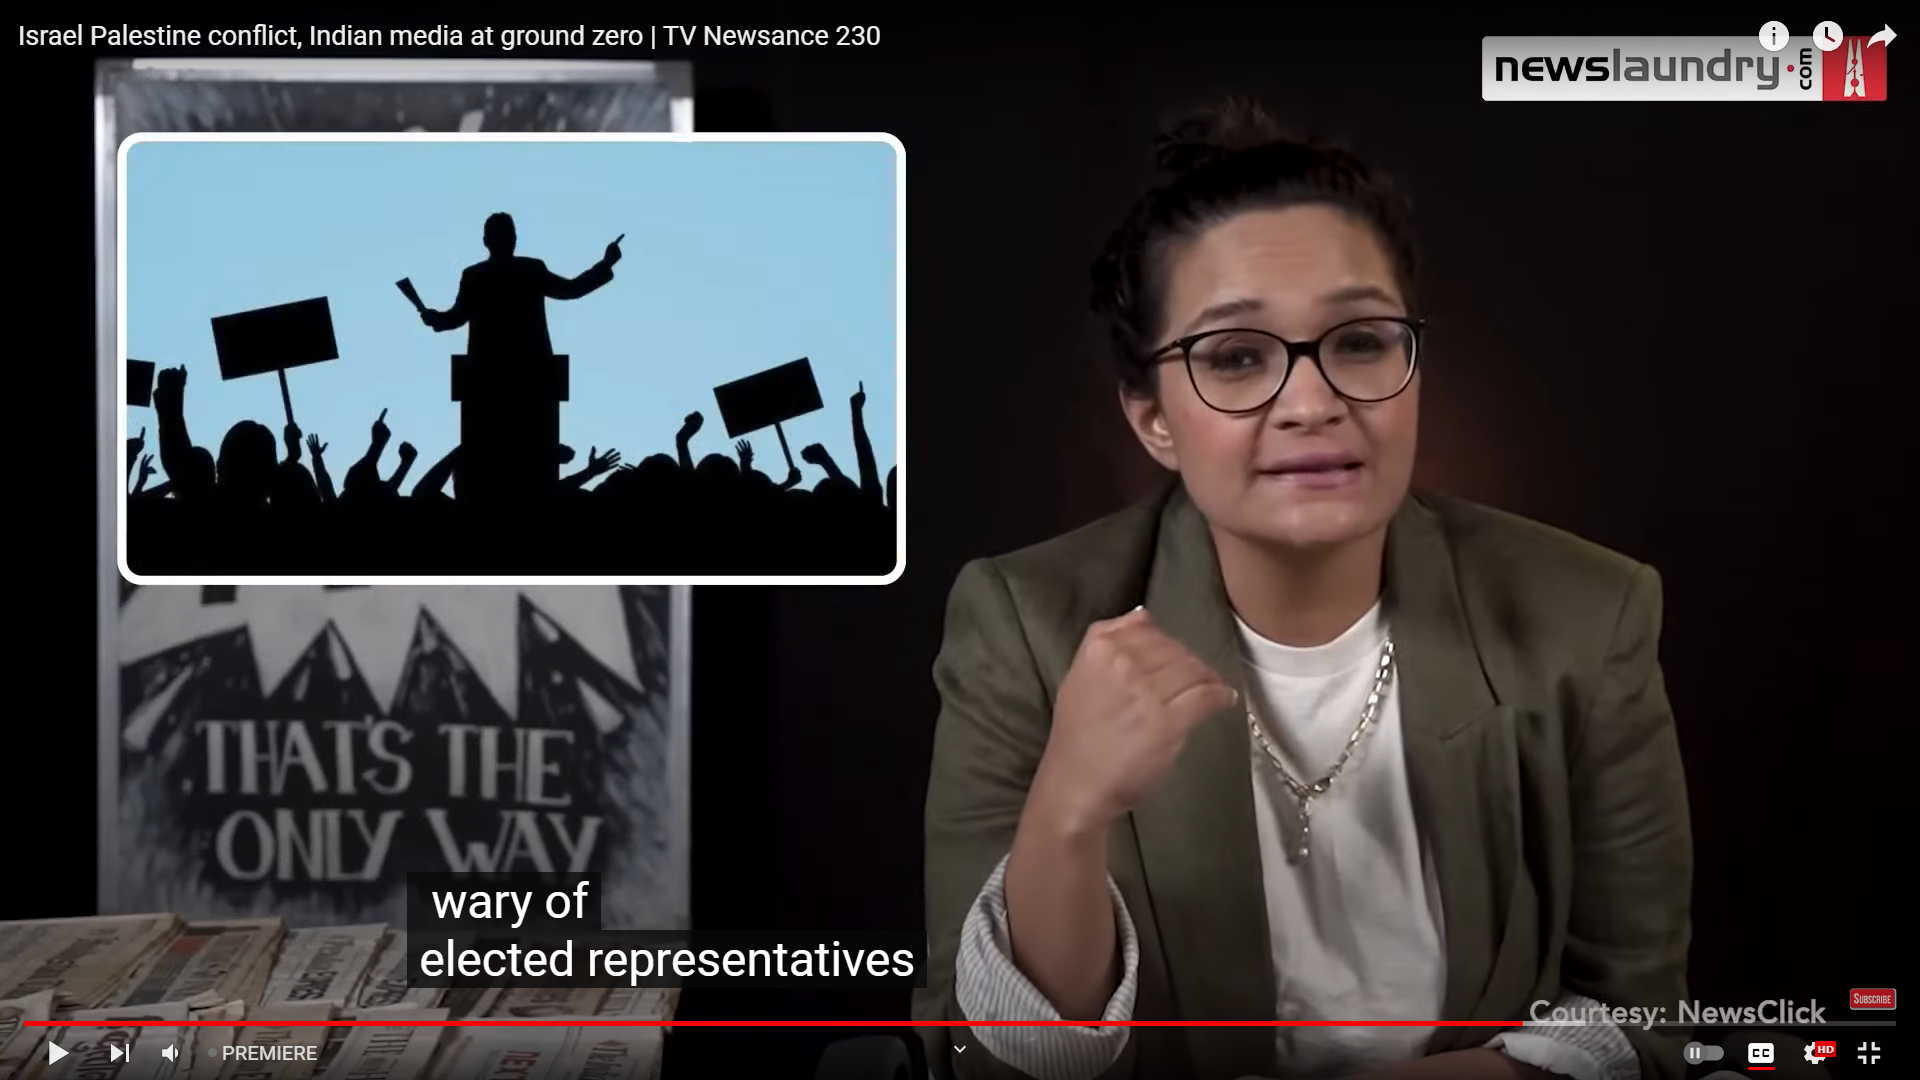 Israel Palestine conflict, Indian media at ground zero | TV Newsance 230
newslaundry.com
THAT'S THE
ONLY WAY
wary of
elected representatives
Courtesy: NewsClick
SUBSCRIBE
PREMIERE
CC
HD